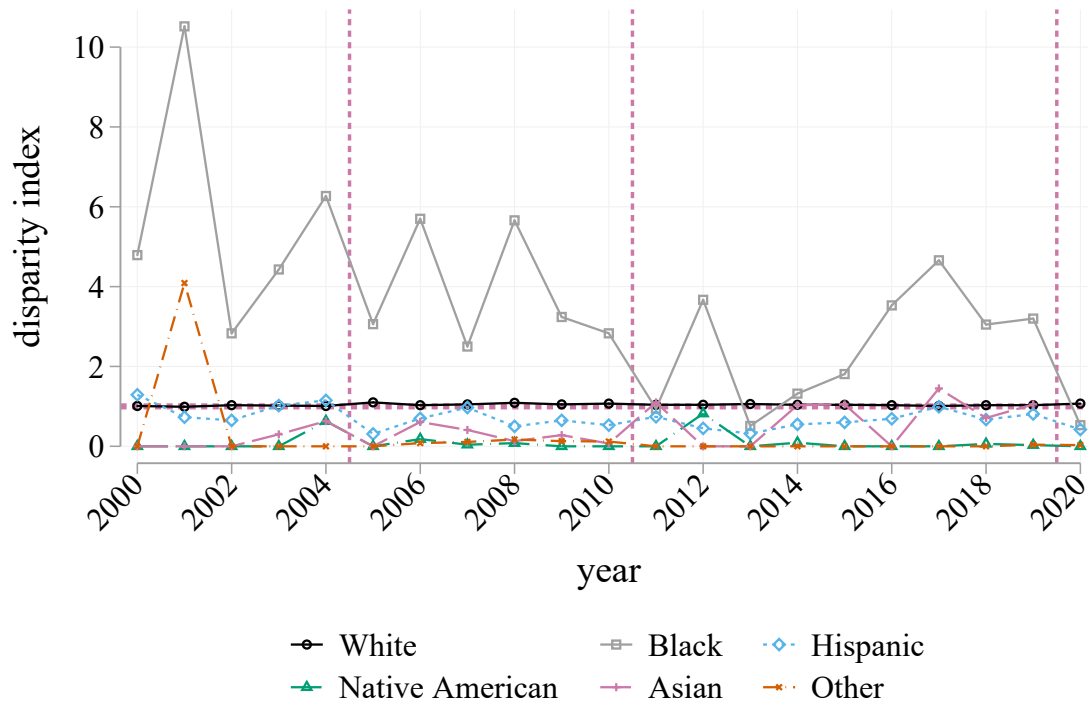 disparity index
10
8
6
4
2
0
2000 2002 2004 2006 2008 2010 2012 2014 2016 2018 2020
year
White Black Hispanic
Native American Asian Other